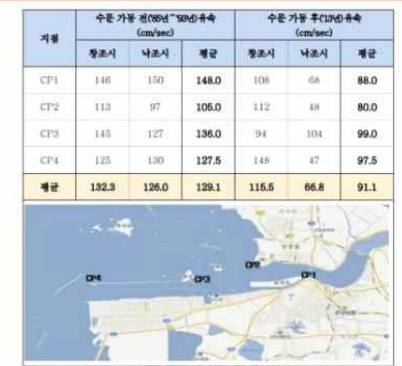 지점 수문 가동 전('85년~'93년)유속 (cm/sec) 수문 가동 후('13년)유속 (cm/sec)
창조시 낙조시 평균 창조시 낙조시 평균
CP1 146 150 148.0 108 68 88.0
CP2 113 97 105.0 112 48 80.0
CP3 145 127 136.0 94 104 99.0
CP4 125 130 127.5 148 47 97.5
평균 132.3 126.0 129.1 115.5 66.8 91.1
CP2
CP4 CP3 CP1